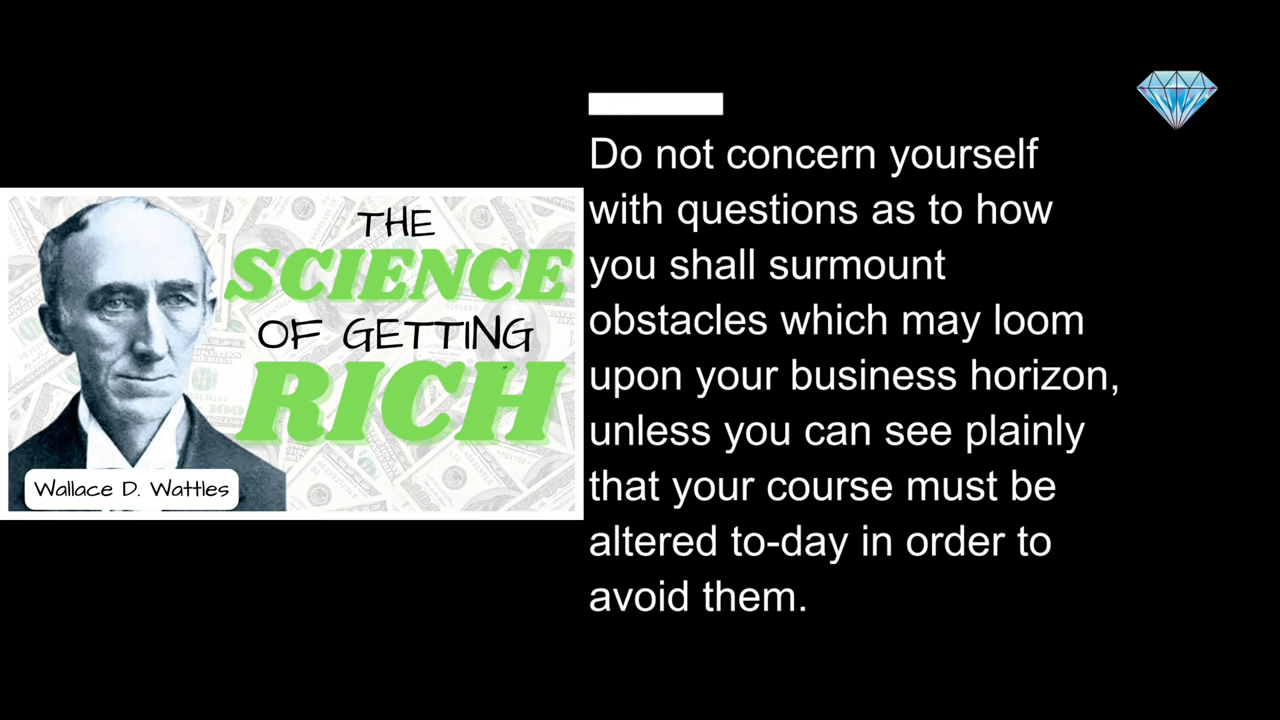 THE
SCIENCE
OF GETTING
RICH
Wallace D. Wattles
Do not concern yourself
with questions as to how
you shall surmount
obstacles which may loom
upon your business horizon,
unless you can see plainly
that your course must be
altered to-day in order to
avoid them.